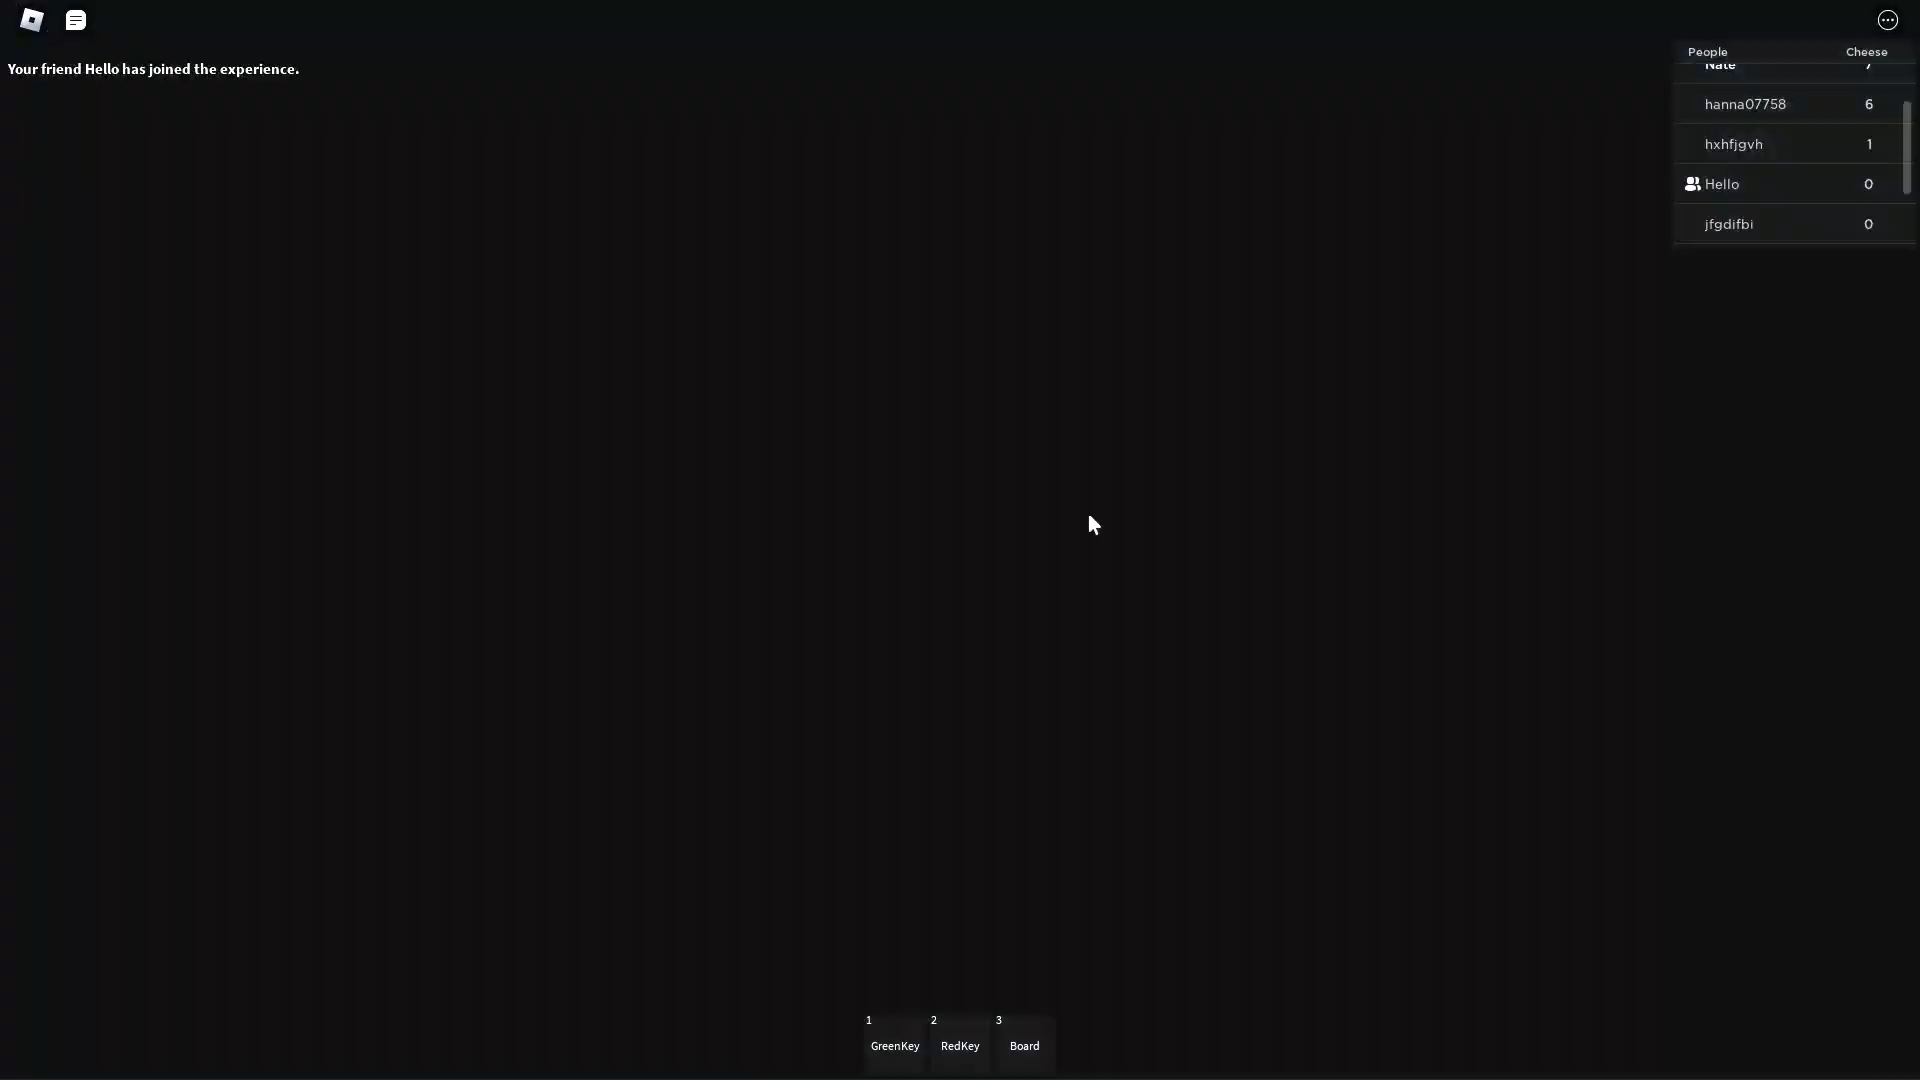 Your friend Hello has joined the experience.
People Cheese
Nate 7
hanna07758 6
hxhfjgvh 1
Hello 0
jfgdifbi 0
1 2 3
GreenKey RedKey Board